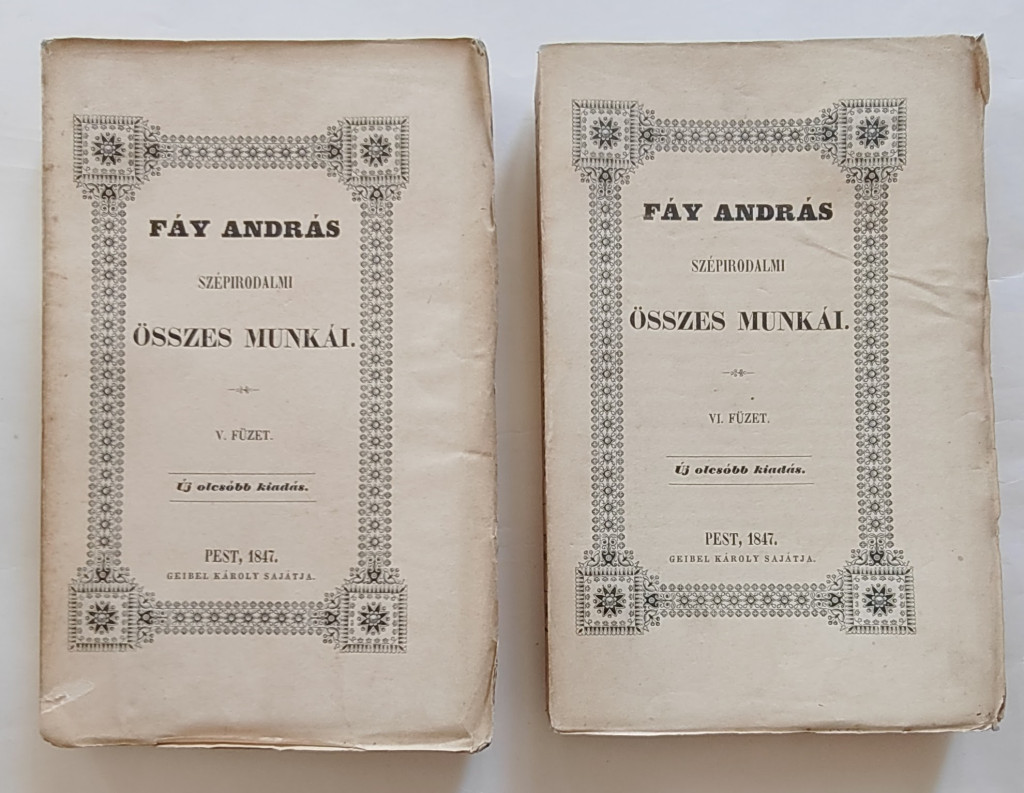 FÁY ANDRÁS
SZÉPIRODALMI
ÖSSZES MUNKÁI.
V. FÜZET.
Új olcsóbb kiadás.
PEST, 1847.
GEIBEL KÁROLY SAJÁTJA.
FÁY ANDRÁS
SZÉPIRODALMI
ÖSSZES MUNKÁI.
VI. FÜZET.
Új olcsóbb kiadás.
PEST, 1847.
GEIBEL KÁROLY SAJÁTJA.